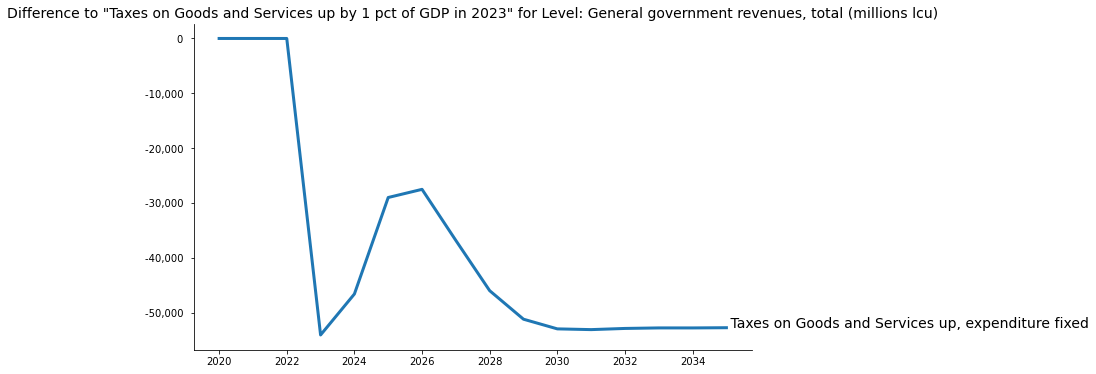 Difference to "Taxes on Goods and Services up by 1 pct of GDP in 2023" for Level: General government revenues, total (millions lcu)
0
-10,000
-20,000
-30,000
-40,000
-50,000
Taxes on Goods and Services up, expenditure fixed
2020 2022 2024 2026 2028 2030 2032 2034